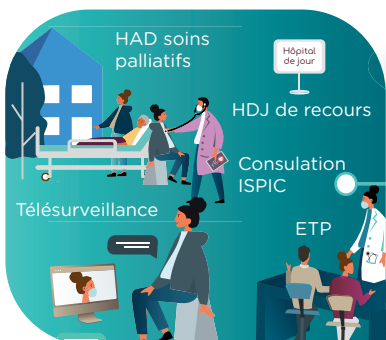 HAD soins
palliatifs
Hôpital
de jour
HDJ de recours
Consulation
ISPIC
Télésurveillance
ETP